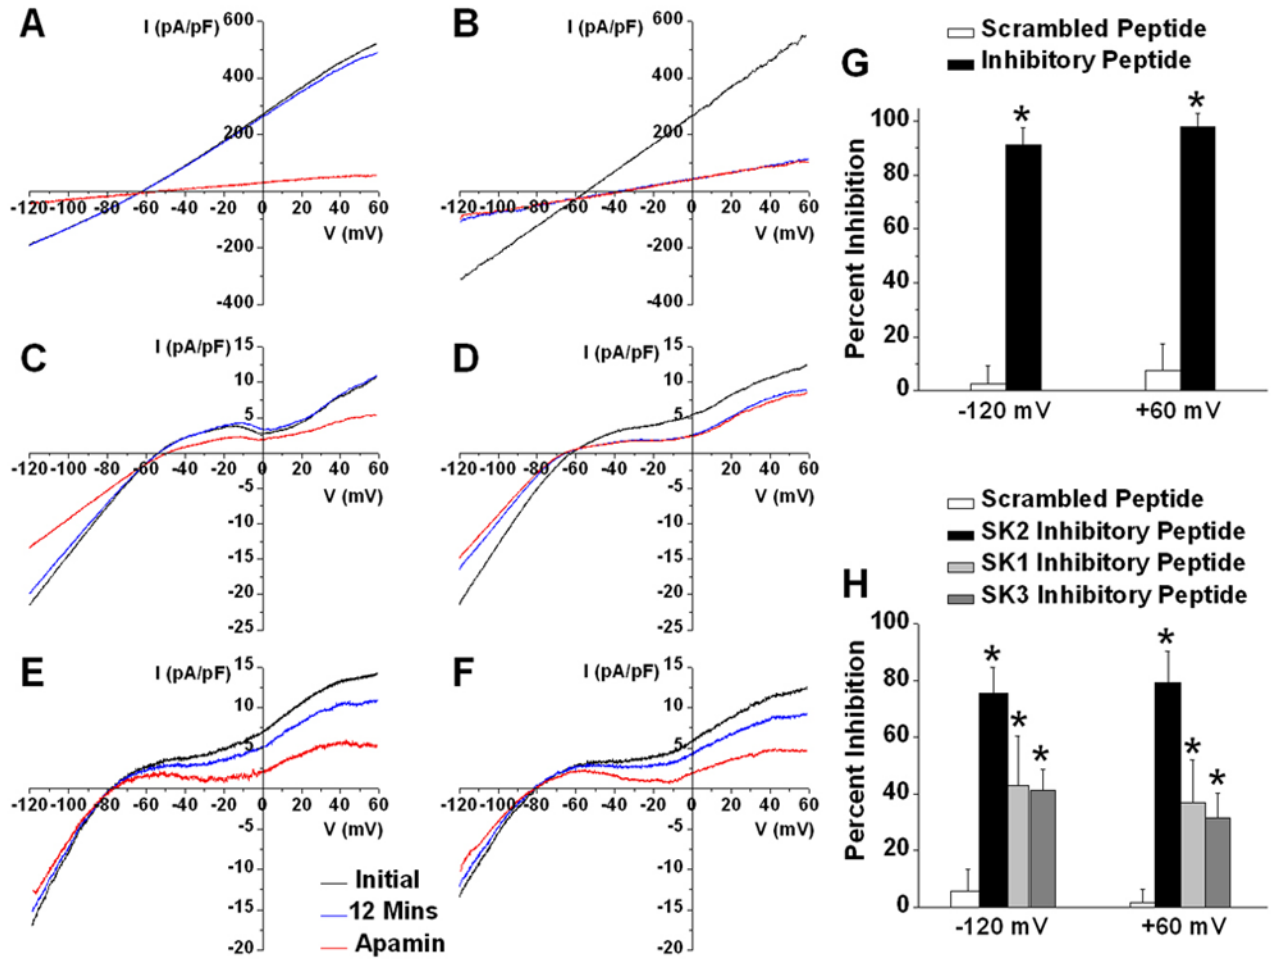 A
I (pA/pF)
600
400
200
-120 -100 -80 -60 -40 -20 0 20 40 60
V (mV)
-200
-400
B
I (pA/pF)
600
400
200
-120 -100 -80 -60 -40 -20 0 20 40 60
V (mV)
-200
-400
C
I (pA/pF)
15
10
5
-120 -100 -80 -60 -40 -20 0 20 40 60
V (mV)
-5
-10
-15
-20
-25
D
I (pA/pF)
15
10
5
-120 -100 -80 -60 -40 -20 0 20 40 60
V (mV)
-5
-10
-15
-20
-25
E
I (pA/pF)
15
10
5
-120 -100 -80 -60 -40 -20 0 20 40 60
V (mV)
-5
-10
-15
-20
Initial
12 Mins
Apamin
F
I (pA/pF)
15
10
5
-120 -100 -80 -60 -40 -20 0 20 40 60
V (mV)
-5
-10
-15
-20
G
Scrambled Peptide
Inhibitory Peptide
Percent Inhibition
100
80
60
40
20
0
* *
-120 mV +60 mV
H
Scrambled Peptide
SK2 Inhibitory Peptide
SK1 Inhibitory Peptide
SK3 Inhibitory Peptide
Percent Inhibition
100
80
60
40
20
0
* * * * * *
-120 mV +60 mV